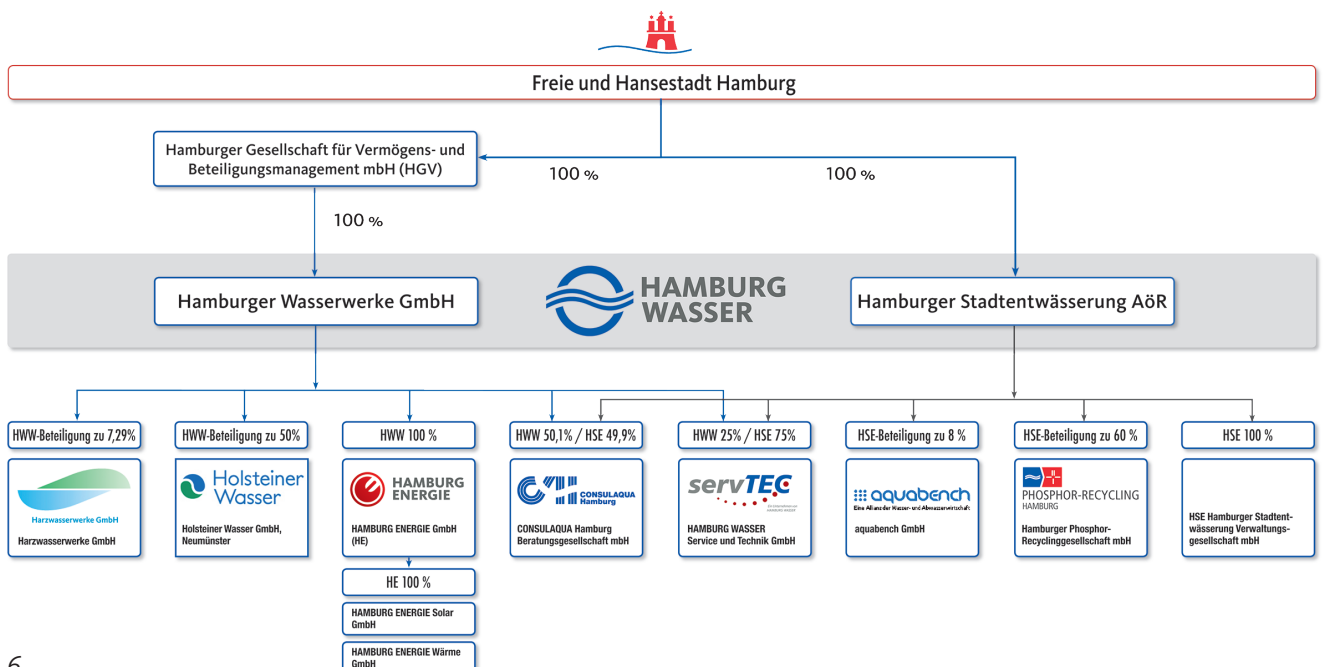 Freie und Hansestadt Hamburg
Hamburger Gesellschaft für Vermögens- und
Beteiligungsmanagement mbH (HGV)
100 %
100 %
100 %
Hamburger Wasserwerke GmbH
HAMBURG
WASSER
Hamburger Stadtentwässerung AöR
HWW-Beteiligung zu 7,29%
HWW-Beteiligung zu 50%
HWW 100 %
HWW 50,1% / HSE 49,9%
HWW 25% / HSE 75%
HSE-Beteiligung zu 8 %
HSE-Beteiligung zu 60 %
HSE 100 %
Harzwasserwerke GmbH
Harzwasserwerke GmbH
Holsteiner
Wasser
Holsteiner Wasser GmbH,
Neumünster
HAMBURG
ENERGIE
HAMBURG ENERGIE GmbH
(HE)
CONSULAQUA
Hamburg
CONSULAQUA Hamburg
Beratungsgesellschaft mbH
servTEC
Ein Unternehmen von
HAMBURG WASSER
HAMBURG WASSER
Service und Technik GmbH
aquabench
Eine Allianz der Wasser- und Abwasserwirtschaft
aquabench GmbH
PHOSPHOR-RECYCLING
HAMBURG
Hamburger Phosphor-
Recyclinggesellschaft mbH
HSE Hamburger Stadtent-
wässerung Verwaltungs-
gesellschaft mbH
HE 100 %
HAMBURG ENERGIE Solar
GmbH
HAMBURG ENERGIE Wärme
GmbH
6